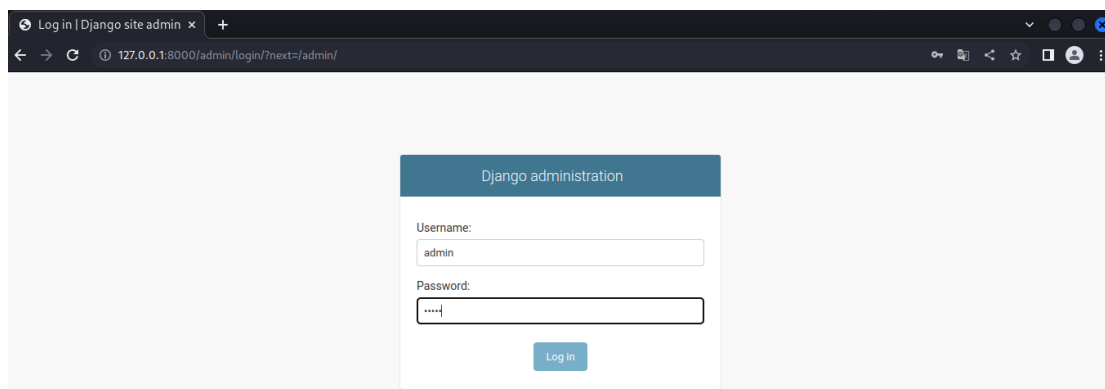 Log in | Django site admin
127.0.0.1:8000/admin/login/?next=/admin/
Django administration
Username:
admin
Password:
•••••
Log in